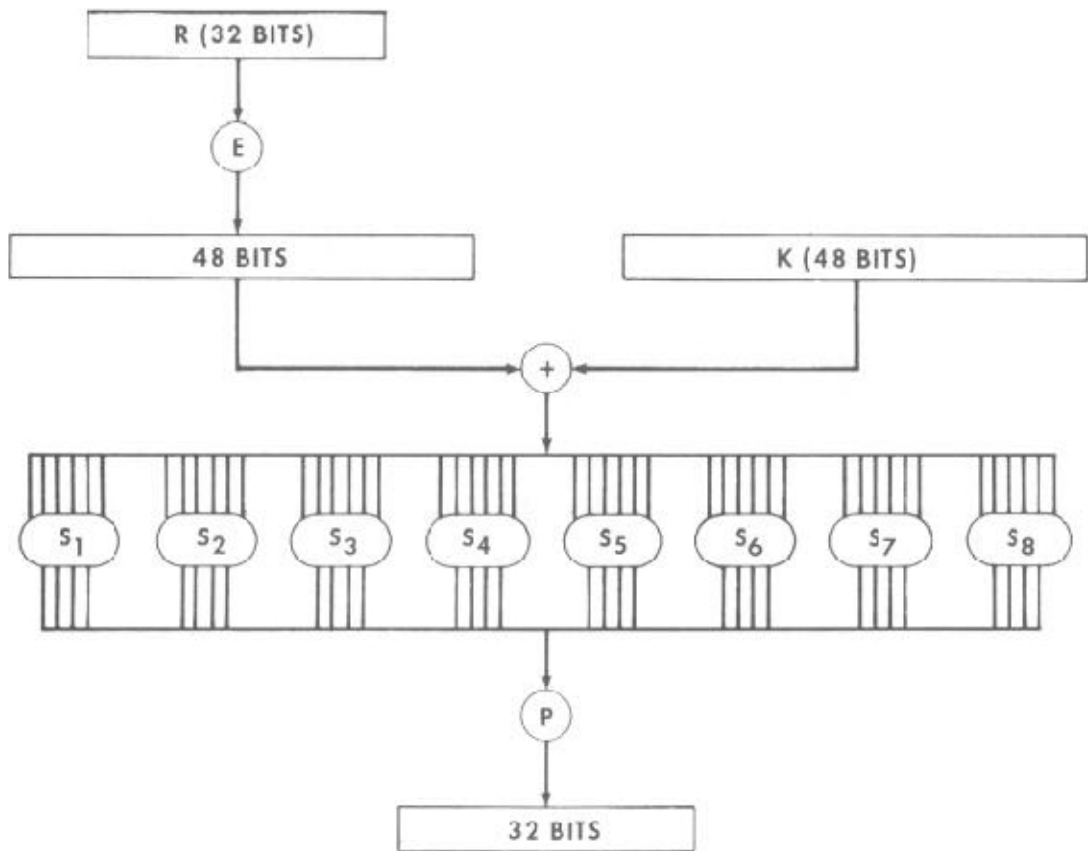 R (32 BITS)
E
48 BITS
K (48 BITS)
+
S1 S2 S3 S4 S5 S6 S7 S8
P
32 BITS